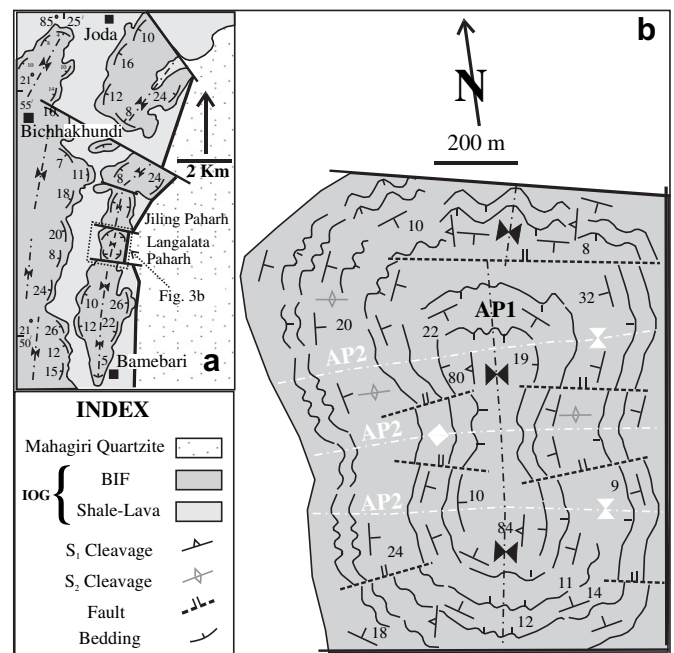 85 25
Joda
10
16
21
12
8
24
55
16
Bichhakhundi
7
11
8
24
2 Km
18
Jiling Paharh
20
Langalata
Paharh
8
Fig. 3b
24
10
26
21
50
26
12
22
12
15
5
Bamebari
a
INDEX
Mahagiri Quartzite
IOG {
BIF
Shale-Lava
S1 Cleavage
S2 Cleavage
Fault
Bedding
b
N
200 m
10
8
32
AP1
20
22
AP2
19
80
AP2
9
10
AP2
84
24
11
14
12
18